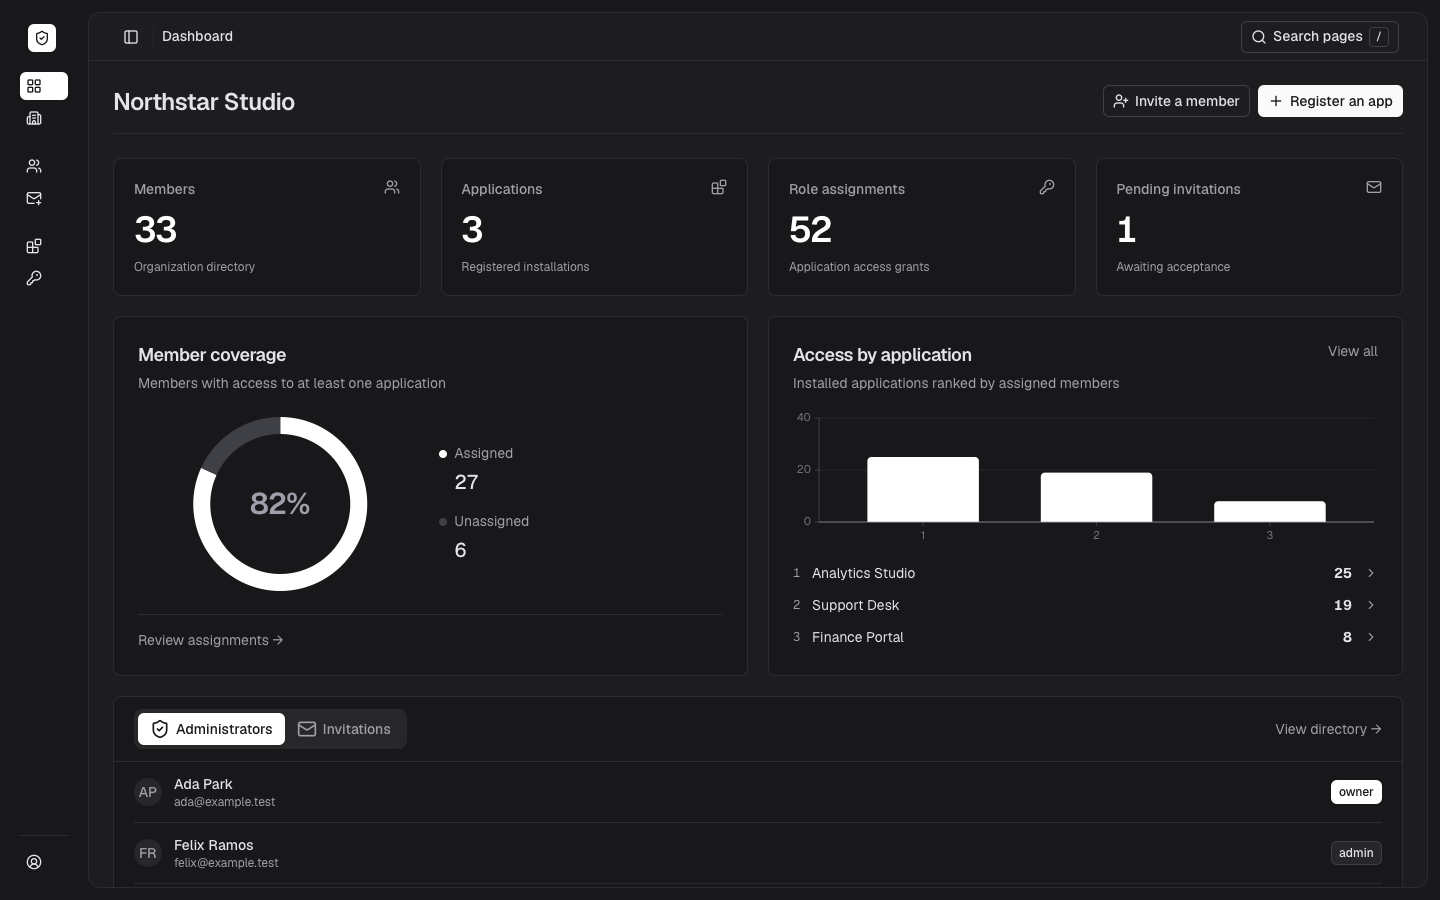 Dashboard
Search pages /
Northstar Studio
Invite a member
Register an app
Members
33
Organization directory
Applications
3
Registered installations
Role assignments
52
Application access grants
Pending invitations
1
Awaiting acceptance
Member coverage
Members with access to at least one application
82%
Assigned
27
Unassigned
6
Review assignments →
Access by application
View all
Installed applications ranked by assigned members
40
20
0
1 2 3
1 Analytics Studio 25
2 Support Desk 19
3 Finance Portal 8
Administrators
Invitations
View directory →
AP
Ada Park
ada@example.test
owner
FR
Felix Ramos
felix@example.test
admin